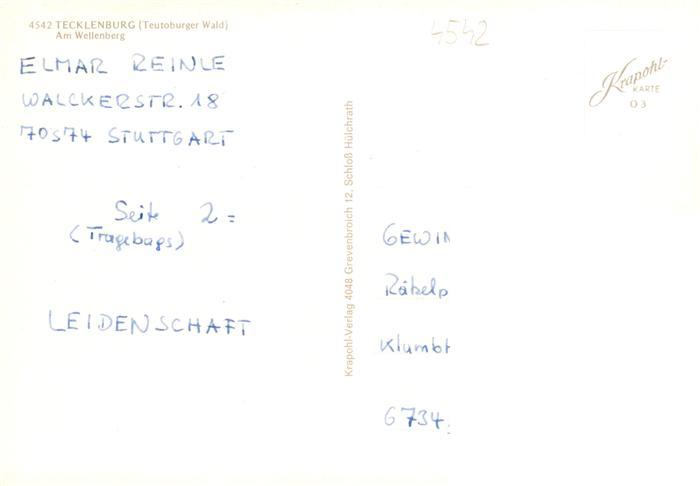 4542 TECKLENBURG (Teutoburger Wald)
Am Wellenberg
4542
ELMAR REINLE
WALCKERSTR. 18
70574 STUTTGART
Seite 2 =
(Tragebags)
LEIDENSCHAFT
Krapohl-Verlag 4048 Grevenbroich 12, Schloß Hülchrath
Krapohl-
KARTE
03
GEWIN
Räbelp
Klumbt
6734